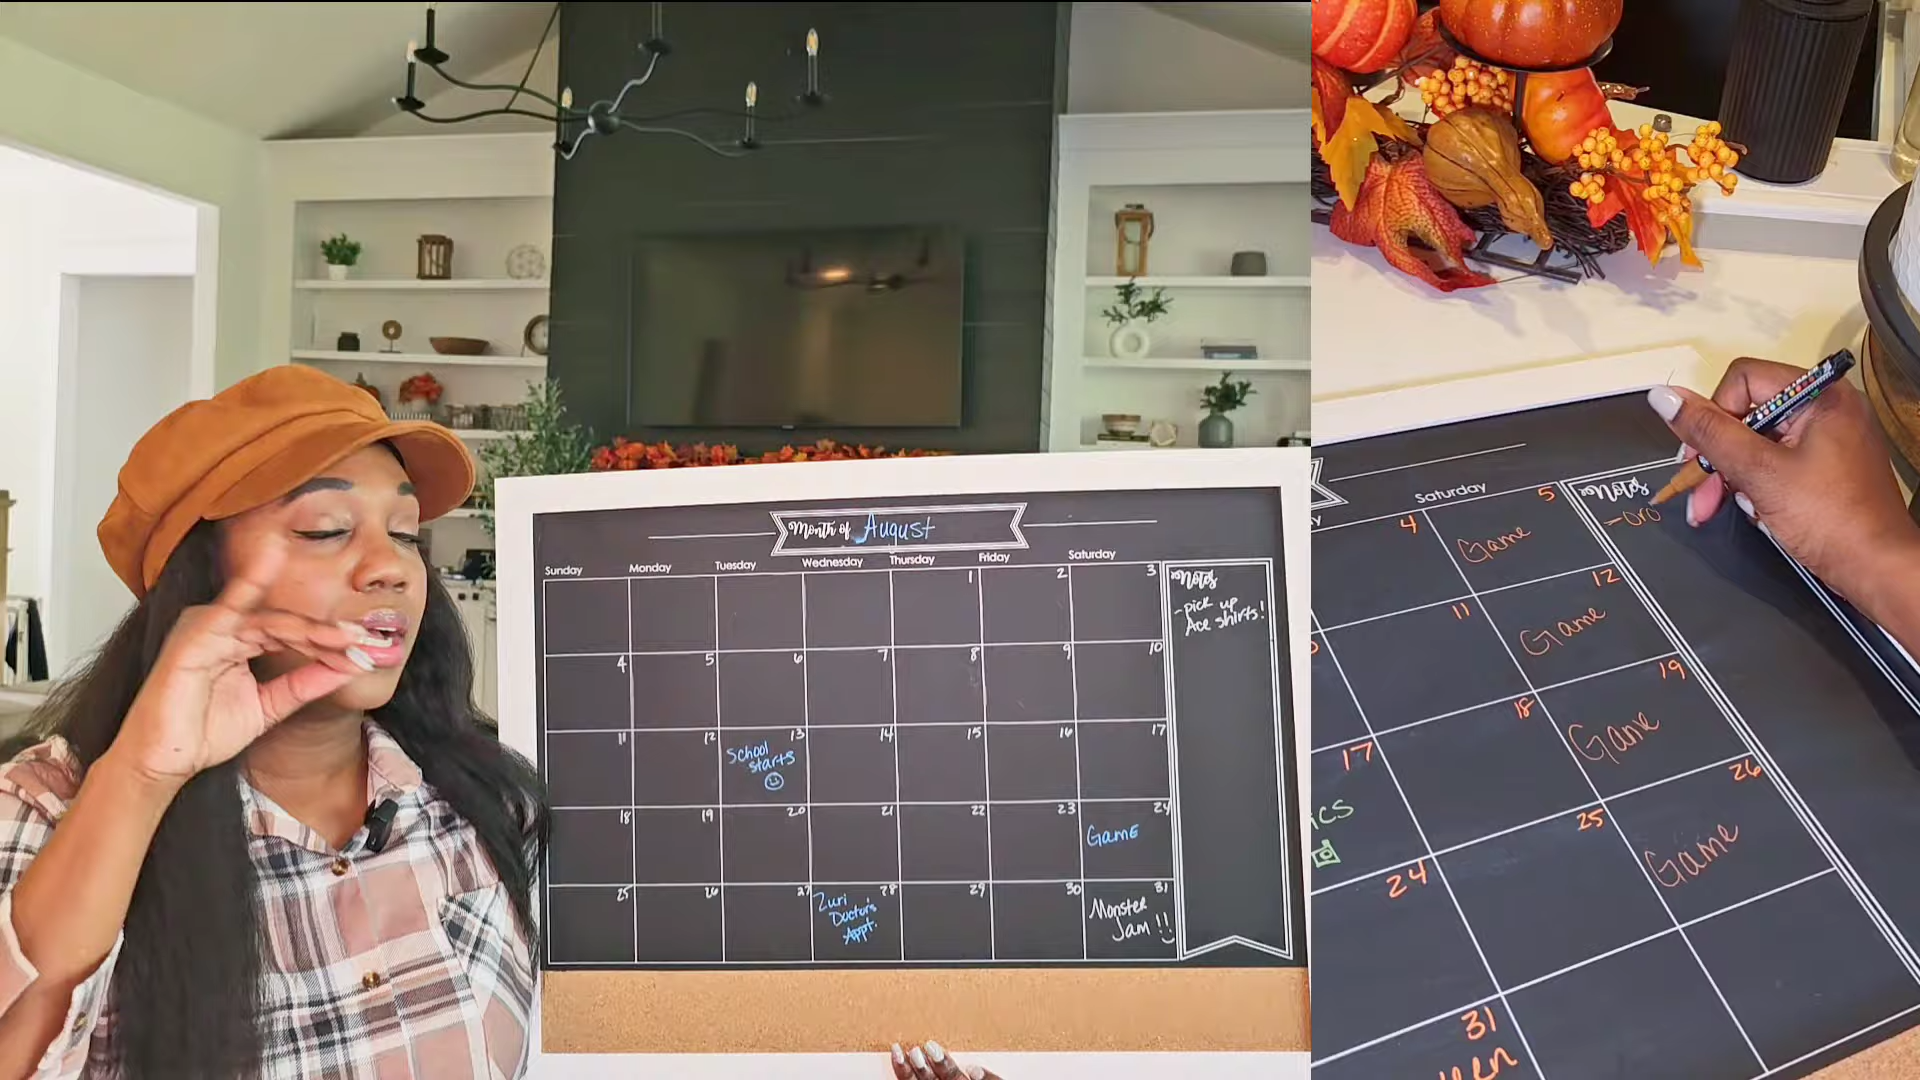 Month of August
Sunday Monday Tuesday Wednesday Thursday Friday Saturday
1 2 3
4 5 6 7 8 9 10
11 12 13 14 15 16 17
School
starts
18 19 20 21 22 23 24
Game
25 26 27 28 29 30 31
Zuri
Doctor's
Appt.
Monster
Jam !!
Notes
-pick up
Ace shirts!
Saturday
4 5
Game
11 12
Game
17 18 19
Game
24 25 26
Game
31
Notes